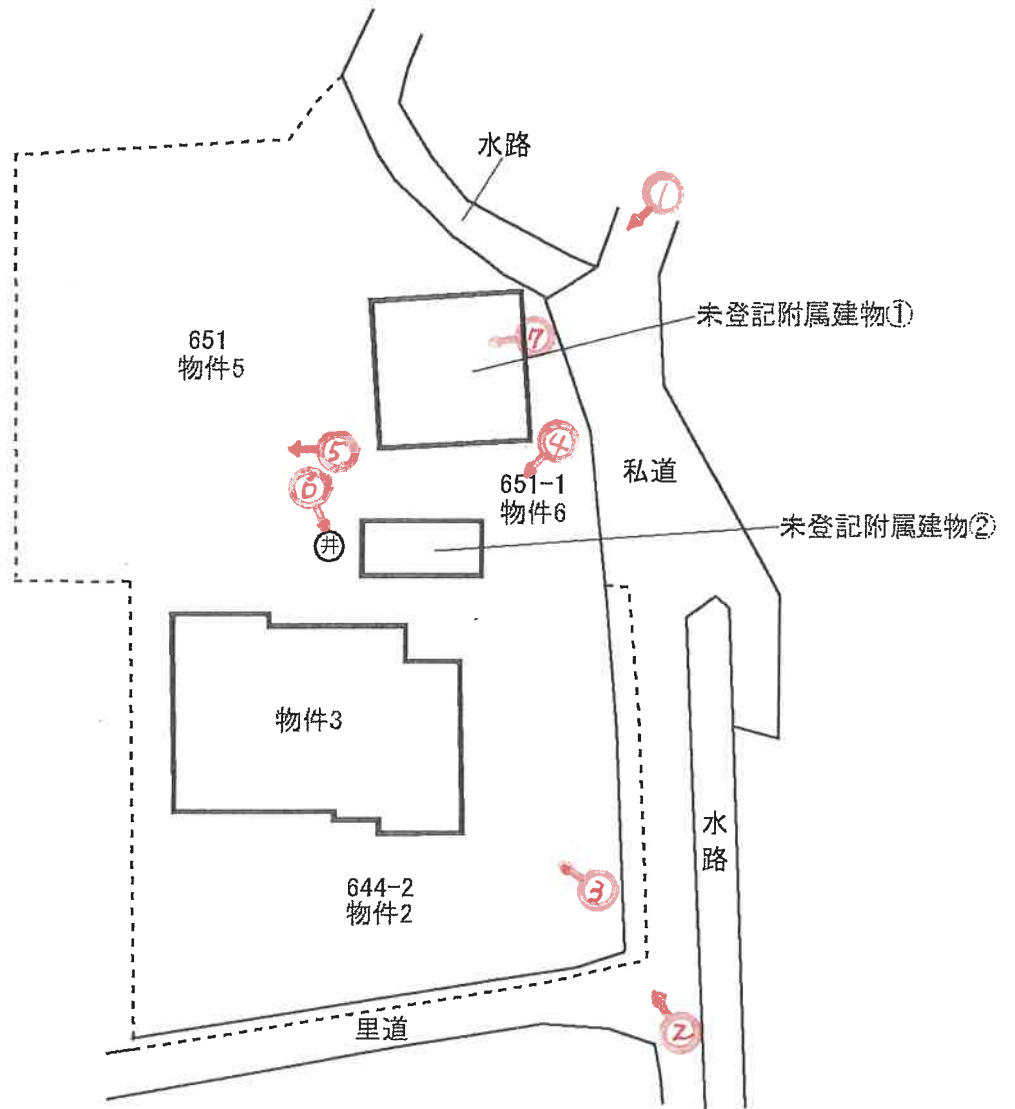 水路
①
未登記附属建物①
651
物件5
⑦
⑤
④
私道
⑥
651-1
物件6
未登記附属建物②
井
物件3
水
路
③
644-2
物件2
里道
②